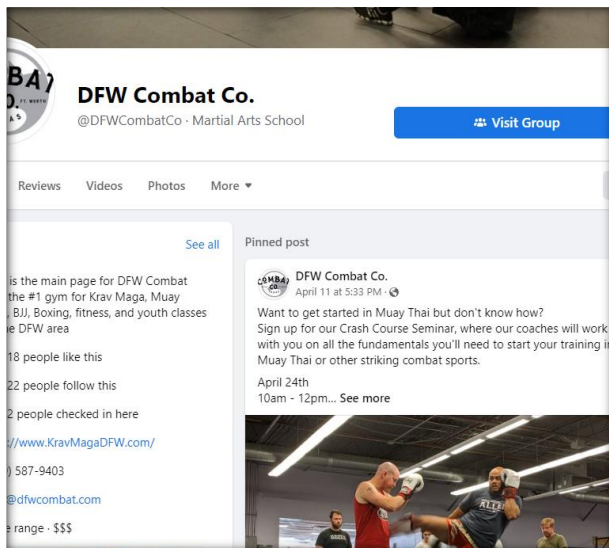 COMBAT
CO. FT. WORTH
DFW Combat Co.
@DFWCombatCo · Martial Arts School
Visit Group
Reviews Videos Photos More
See all
is the main page for DFW Combat
the #1 gym for Krav Maga, Muay
, BJJ, Boxing, fitness, and youth classes
e DFW area
18 people like this
22 people follow this
2 people checked in here
://www.KravMagaDFW.com/
) 587-9403
@dfwcombat.com
e range · $$$
Pinned post
COMBAT
CO.
DFW Combat Co.
April 11 at 5:33 PM ·
Want to get started in Muay Thai but don't know how?
Sign up for our Crash Course Seminar, where our coaches will work
with you on all the fundamentals you'll need to start your training i
Muay Thai or other striking combat sports.
April 24th
10am - 12pm... See more